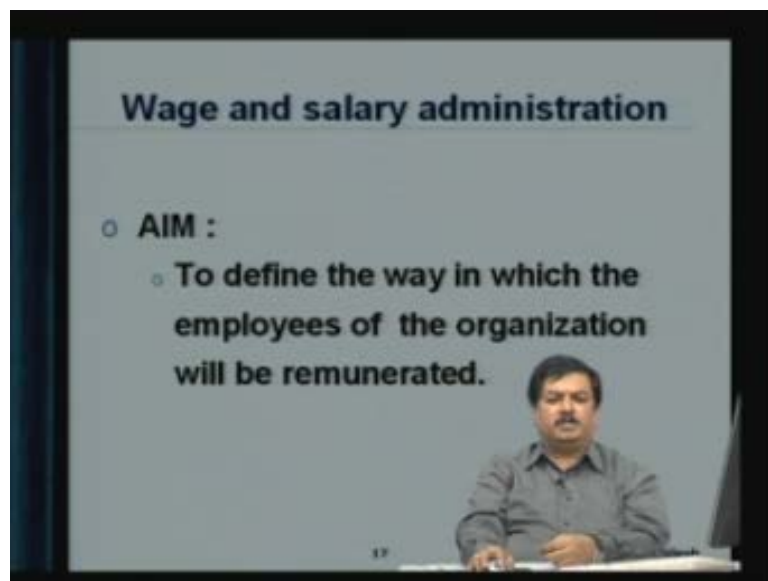 Wage and salary administration
o AIM :
o To define the way in which the
employees of the organization
will be remunerated.
17